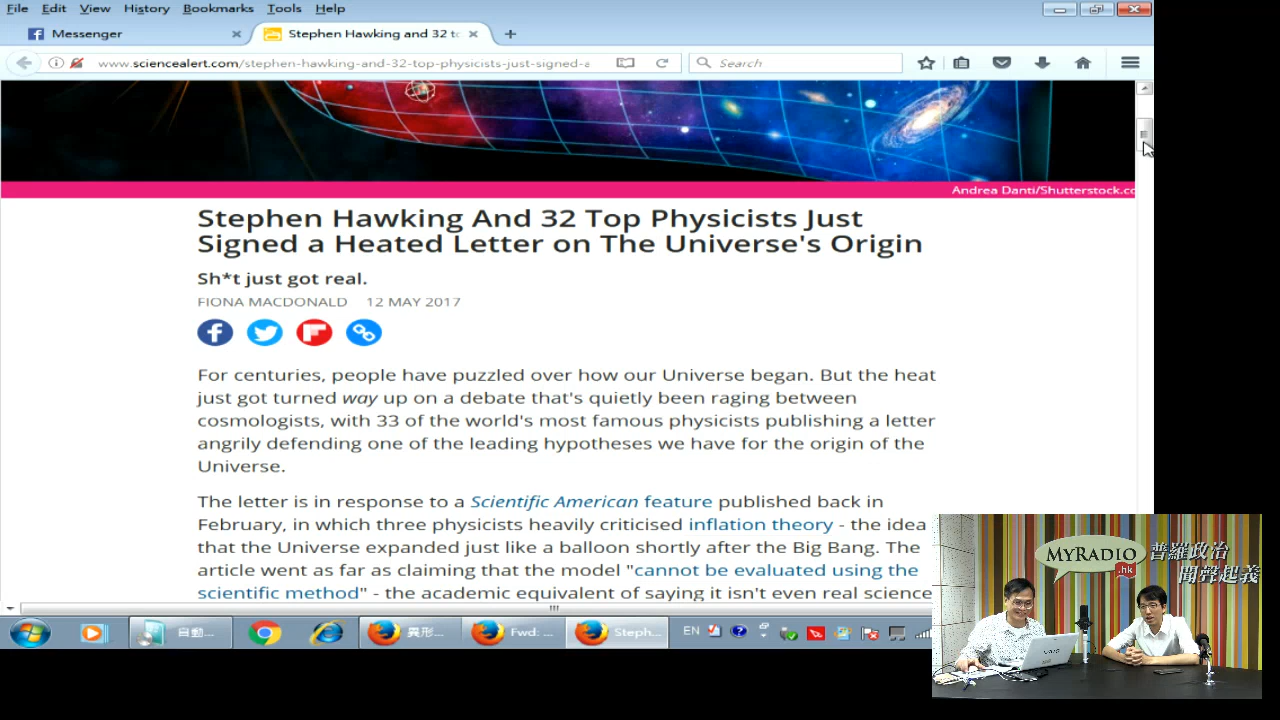 File Edit View History Bookmarks Tools Help
Messenger
Stephen Hawking and 32 to
www.sciencealert.com/stephen-hawking-and-32-top-physicists-just-signed-a
Search
Andrea Danti/Shutterstock.co
Stephen Hawking And 32 Top Physicists Just
Signed a Heated Letter on The Universe's Origin
Sh*t just got real.
FIONA MACDONALD 12 MAY 2017
For centuries, people have puzzled over how our Universe began. But the heat
just got turned way up on a debate that's quietly been raging between
cosmologists, with 33 of the world's most famous physicists publishing a letter
angrily defending one of the leading hypotheses we have for the origin of the
Universe.
The letter is in response to a Scientific American feature published back in
February, in which three physicists heavily criticised inflation theory - the idea
that the Universe expanded just like a balloon shortly after the Big Bang. The
article went as far as claiming that the model "cannot be evaluated using the
scientific method" - the academic equivalent of saying it isn't even real science
MYRADIO
.hk
普羅政治
聞聲起義
自動...
異形...
Fwd: ...
Steph...
EN
VAIO